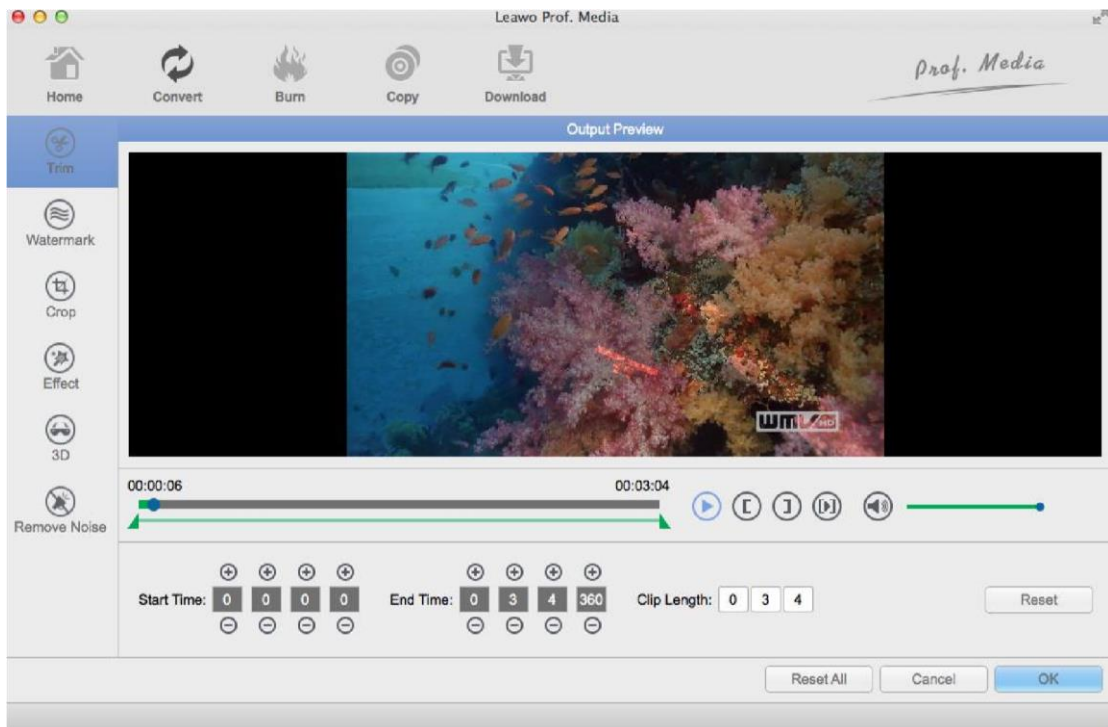 Leawo Prof. Media
Home Convert Burn Copy Download
Prof. Media
Trim
Output Preview
Watermark
Crop
Effect
3D
Remove Noise
WMV HD
00:00:06 00:03:04
Start Time: 0 0 0 0 End Time: 0 3 4 360 Clip Length: 0 3 4 Reset
Reset All Cancel OK